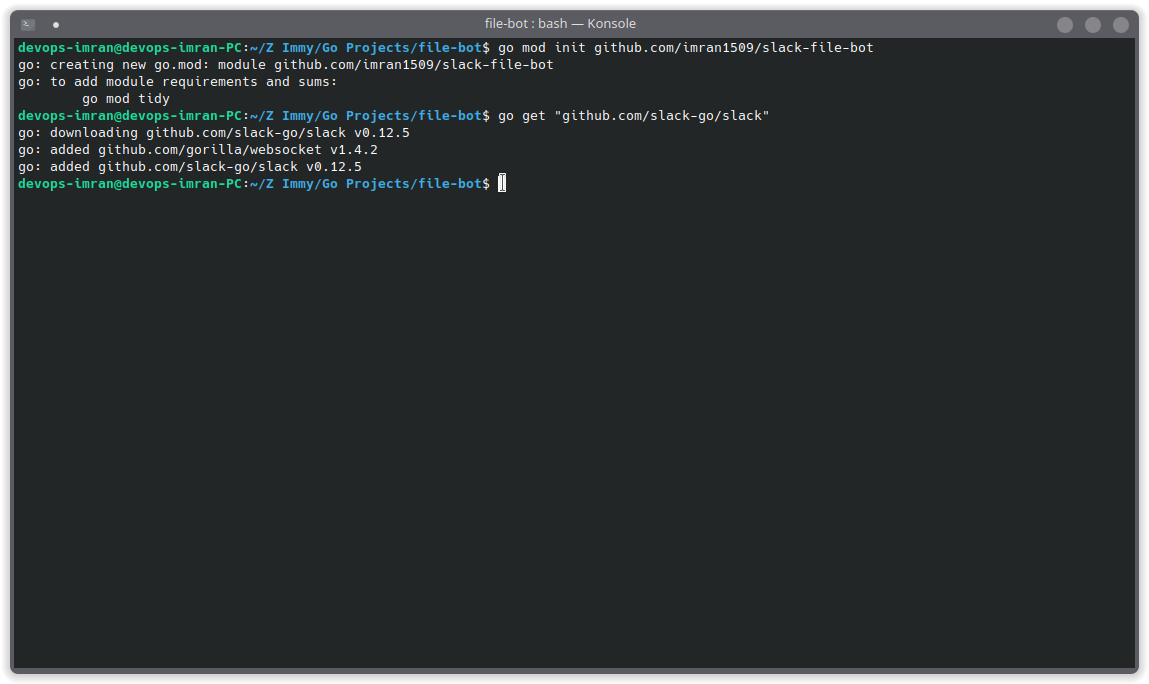 file-bot : bash — Konsole
devops-imran@devops-imran-PC:~/Z Immy/Go Projects/file-bot$ go mod init github.com/imran1509/slack-file-bot
go: creating new go.mod: module github.com/imran1509/slack-file-bot
go: to add module requirements and sums:
        go mod tidy
devops-imran@devops-imran-PC:~/Z Immy/Go Projects/file-bot$ go get "github.com/slack-go/slack"
go: downloading github.com/slack-go/slack v0.12.5
go: added github.com/gorilla/websocket v1.4.2
go: added github.com/slack-go/slack v0.12.5
devops-imran@devops-imran-PC:~/Z Immy/Go Projects/file-bot$